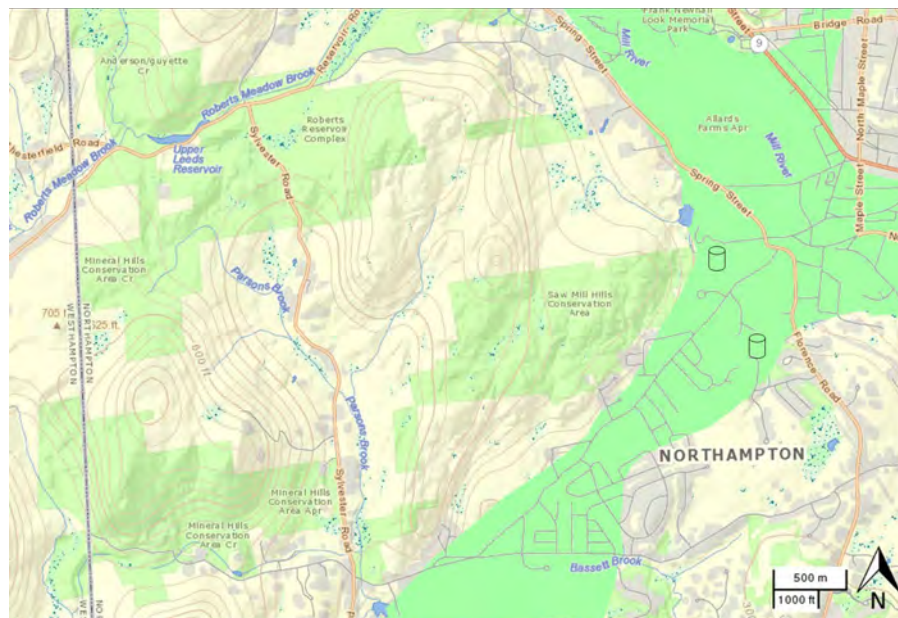 Frank Newhall
Look Memorial
Park
Bridge Road
Street
9
Anderson/guyette
Cr
Reservoir
Spring Street
Mill River
North Maple Street
Roberts Meadow Brook
Roberts
Reservoir
Complex
Allards
Farms Apr
Upper
Leeds
Reservoir
Sylvester Road
Mill River
Maple Street
Roberts Meadow Brook
Spring Street
Mineral Hills
Conservation
Area Cr
Parsons Brook
Saw Mill Hills
Conservation
Area
WESTHAMPTON
NORTHAMPTON
600 ft
Florence Road
Parsons Brook
NORTHAMPTON
Sylvester Road
Mineral Hills
Conservation
Area Apr
Mineral Hills
Conservation
Area Cr
Bassett Brook
500 m
1000 ft
N